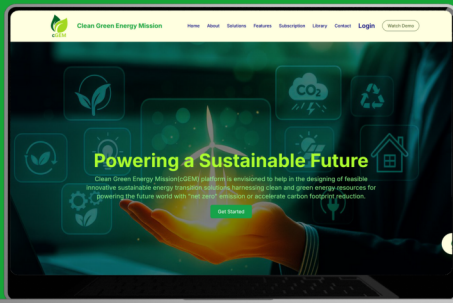 cGEM
Clean Green Energy Mission
Home About Solutions Features Subscription Library Contact Login Watch Demo
CO2
Powering a Sustainable Future
Clean Green Energy Mission(cGEM) platform is envisioned to help in the designing of feasible
innovative sustainable energy transition solutions harnessing clean and green energy resources for
powering the future world with "net zero" emission or accelerate carbon footprint reduction.
Get Started